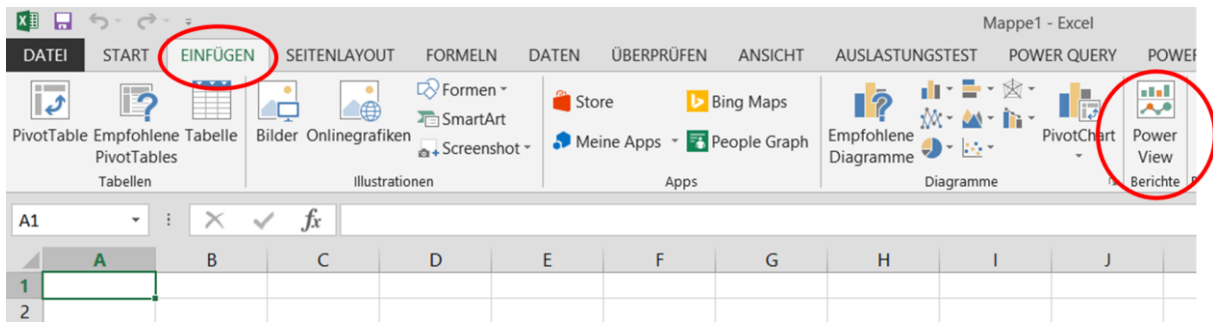 Mappe1 - Excel
DATEI START EINFÜGEN SEITENLAYOUT FORMELN DATEN ÜBERPRÜFEN ANSICHT AUSLASTUNGSTEST POWER QUERY
PivotTable
Empfohlene
PivotTables
Tabelle
Tabellen
Bilder
Onlinegrafiken
Formen
SmartArt
Screenshot
Illustrationen
Store
Meine Apps
Bing Maps
People Graph
Apps
Empfohlene
Diagramme
PivotChart
Diagramme
Power
View
Berichte
A1
fx
A B C D E F G H I J
1
2